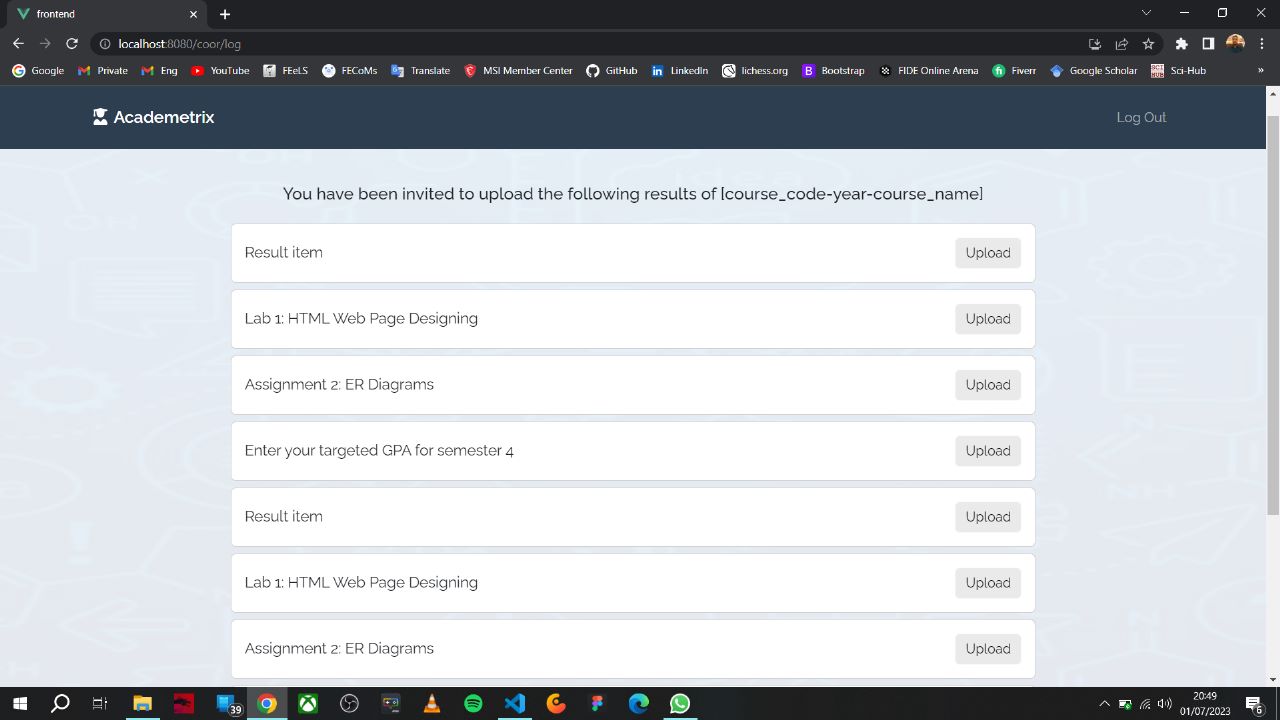 frontend
localhost:8080/coor/log
Google Private Eng YouTube FEeLS FECoMs Translate MSI Member Center GitHub LinkedIn lichess.org Bootstrap FIDE Online Arena Fiverr Google Scholar Sci-Hub »
Academetrix Log Out
You have been invited to upload the following results of [course_code-year-course_name]
Result item Upload
Lab 1: HTML Web Page Designing Upload
Assignment 2: ER Diagrams Upload
Enter your targeted GPA for semester 4 Upload
Result item Upload
Lab 1: HTML Web Page Designing Upload
Assignment 2: ER Diagrams Upload
39 20:49
01/07/2023 6